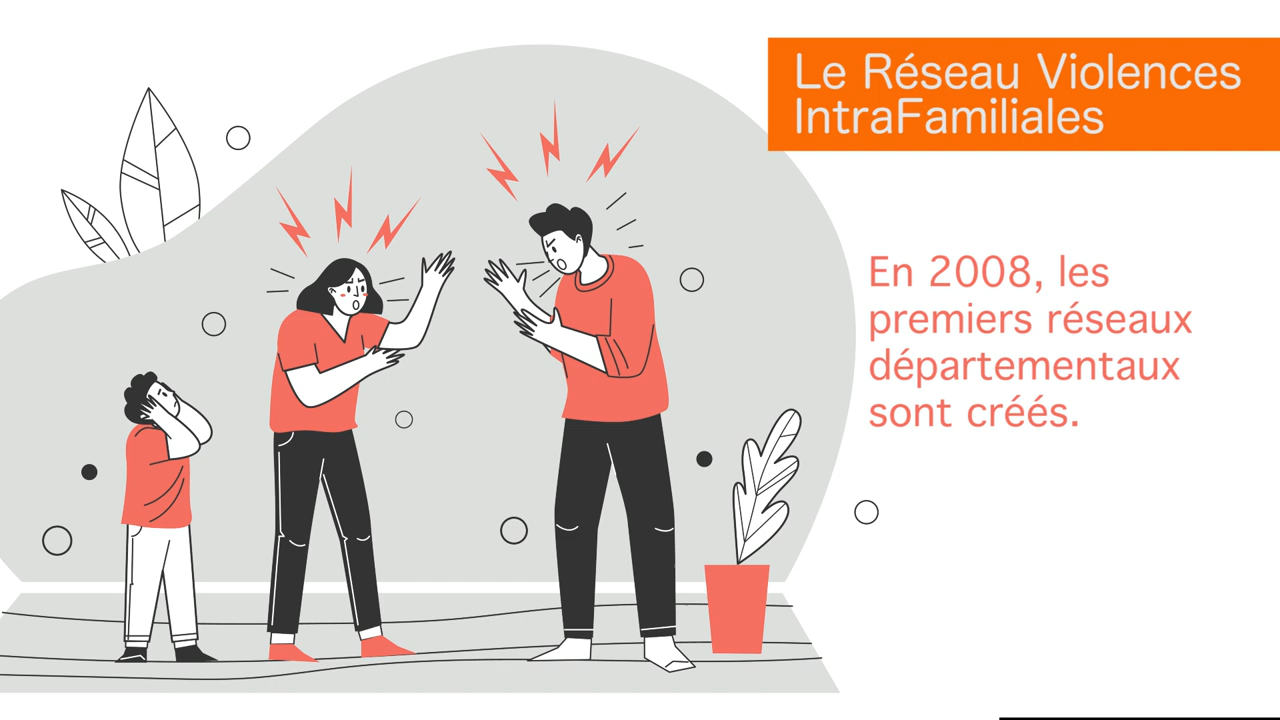 Le Réseau Violences
IntraFamiliales
En 2008, les
premiers réseaux
départementaux
sont créés.